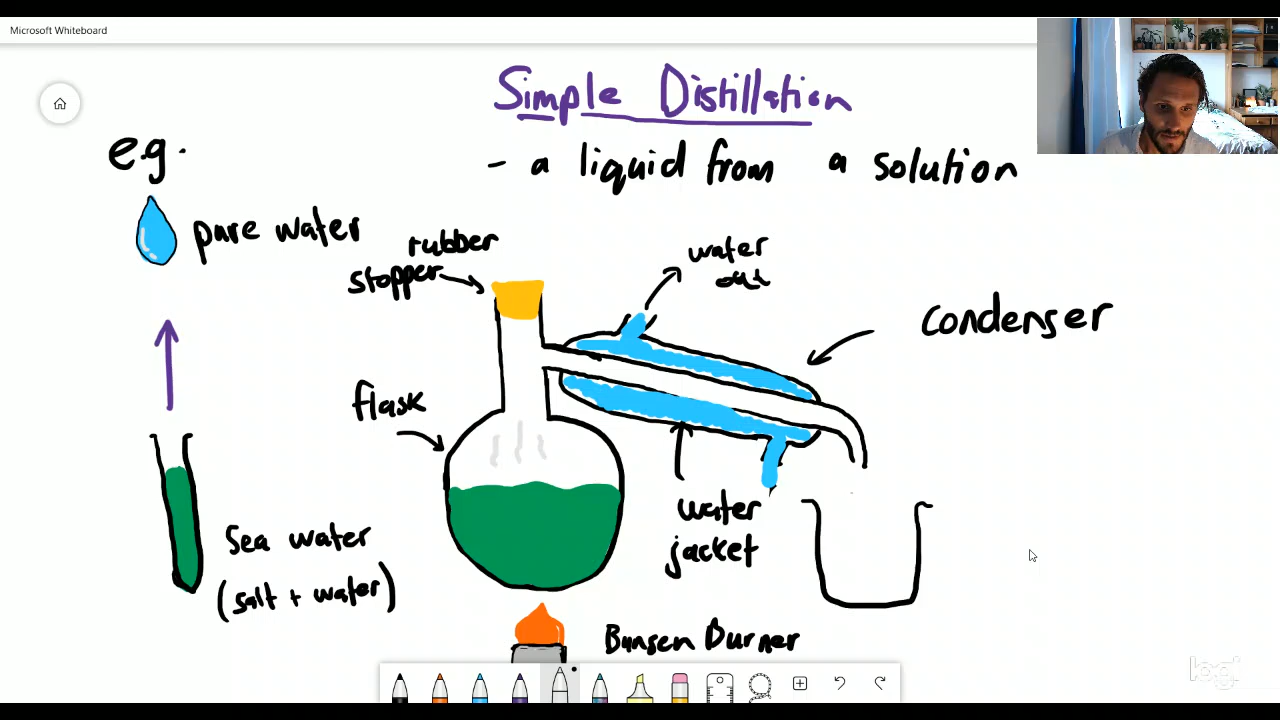 Microsoft Whiteboard
Simple Distillation
e.g.
- a liquid from a solution
pure water
rubber
stopper
water
out
condenser
flask
water
jacket
Sea water
(salt + water)
Bunsen Burner
legi